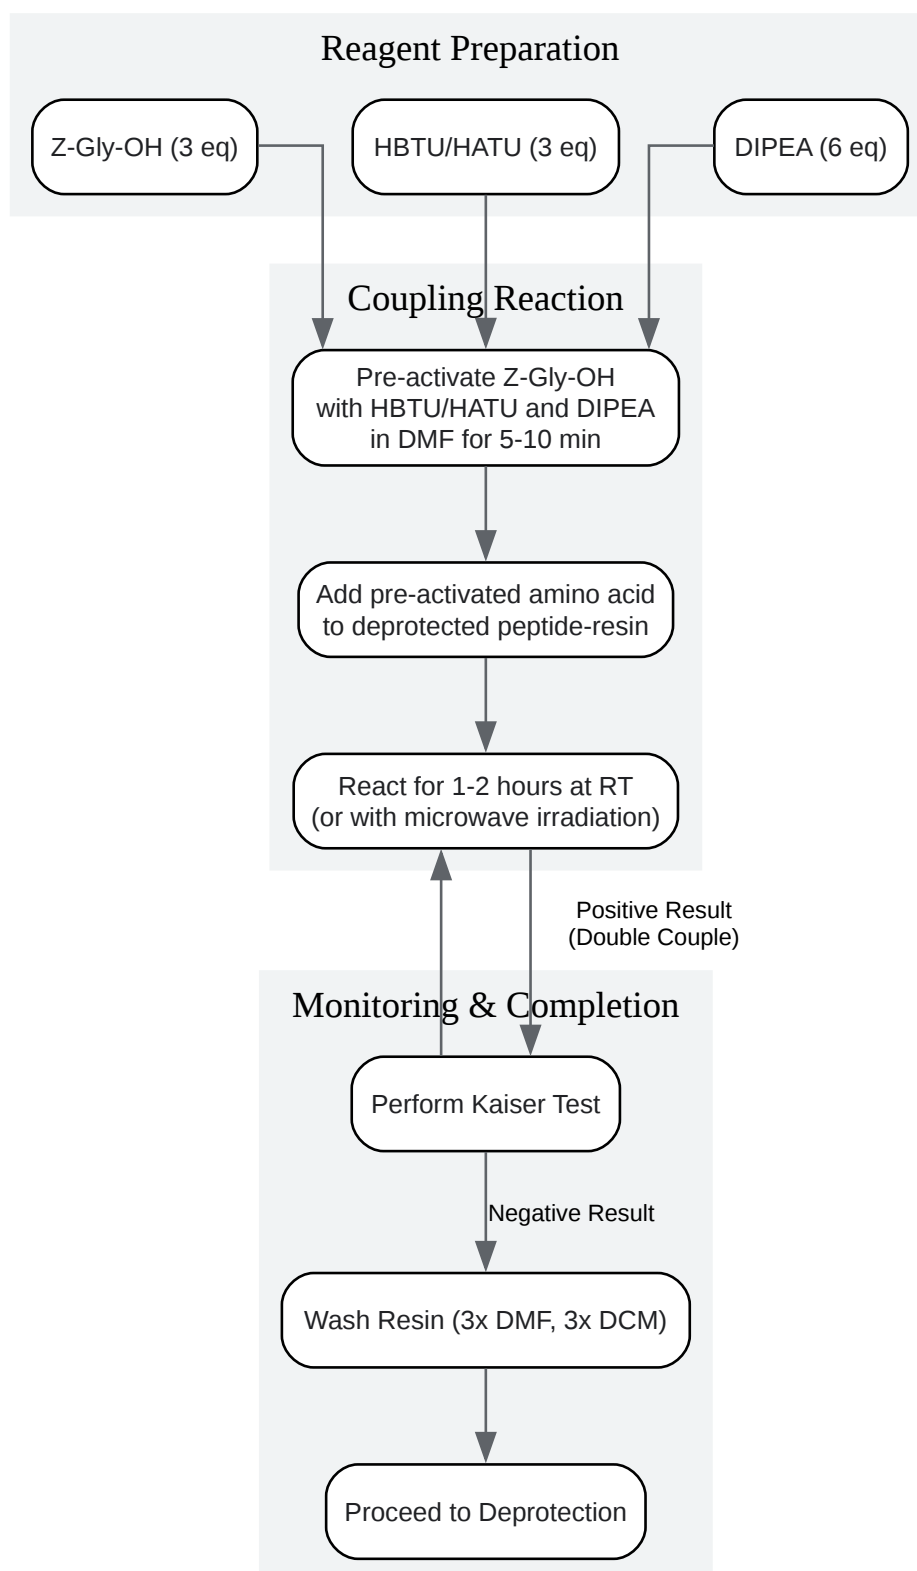 Reagent Preparation
Z-Gly-OH (3 eq)
HBTU/HATU (3 eq)
DIPEA (6 eq)
Coupling Reaction
Pre-activate Z-Gly-OH
with HBTU/HATU and DIPEA
in DMF for 5-10 min
Add pre-activated amino acid
to deprotected peptide-resin
React for 1-2 hours at RT
(or with microwave irradiation)
Positive Result
(Double Couple)
Monitoring & Completion
Perform Kaiser Test
Negative Result
Wash Resin (3x DMF, 3x DCM)
Proceed to Deprotection